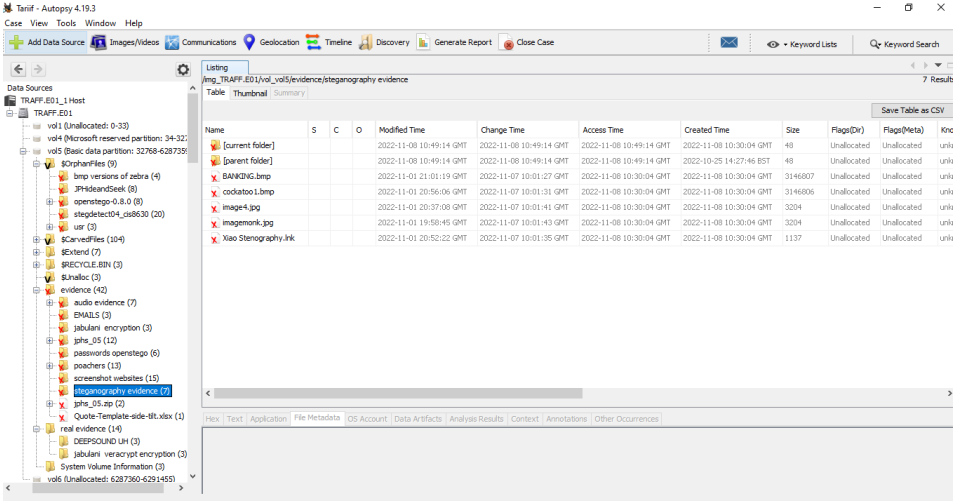 Tariif - Autopsy 4.19.3
Case View Tools Window Help
Add Data Source Images/Videos Communications Geolocation Timeline Discovery Generate Report Close Case Keyword Lists Keyword Search
Listing
/img_TRAFF.E01/vol_vol5/evidence/steganography evidence
7 Results
Table Thumbnail Summary
Save Table as CSV
Name S C O Modified Time Change Time Access Time Created Time Size Flags(Dir) Flags(Meta) Kno
[current folder] 2022-11-08 10:49:14 GMT 2022-11-08 10:49:14 GMT 2022-11-08 10:49:14 GMT 2022-11-08 10:30:04 GMT 48 Unallocated Unallocated unk
[parent folder] 2022-11-08 10:49:14 GMT 2022-11-08 10:49:14 GMT 2022-11-08 10:49:14 GMT 2022-10-25 14:27:46 BST 48 Unallocated Unallocated unk
BANKING.bmp 2022-11-01 21:01:19 GMT 2022-11-07 10:01:27 GMT 2022-11-08 10:30:04 GMT 2022-11-08 10:30:04 GMT 3146807 Unallocated Unallocated unk
cockatoo1.bmp 2022-11-01 20:56:06 GMT 2022-11-07 10:01:31 GMT 2022-11-08 10:30:04 GMT 2022-11-08 10:30:04 GMT 3146806 Unallocated Unallocated unk
image4.jpg 2022-11-01 20:37:08 GMT 2022-11-07 10:01:41 GMT 2022-11-08 10:30:04 GMT 2022-11-08 10:30:04 GMT 3204 Unallocated Unallocated unk
imagemonk.jpg 2022-11-01 19:58:45 GMT 2022-11-07 10:01:43 GMT 2022-11-08 10:30:04 GMT 2022-11-08 10:30:04 GMT 3204 Unallocated Unallocated unk
Xiao Stenography.lnk 2022-11-01 20:52:22 GMT 2022-11-07 10:01:35 GMT 2022-11-08 10:30:04 GMT 2022-11-08 10:30:04 GMT 1137 Unallocated Unallocated unk
Hex Text Application File Metadata OS Account Data Artifacts Analysis Results Context Annotations Other Occurrences
Data Sources
TRAFF.E01_1 Host
TRAFF.E01
vol1 (Unallocated: 0-33)
vol4 (Microsoft reserved partition: 34-327
vol5 (Basic data partition: 32768-6287359
$OrphanFiles (9)
bmp versions of zebra (4)
JPHideandSeek (8)
openstego-0.8.0 (8)
stegdetect04_cis8630 (20)
usr (3)
$CarvedFiles (104)
$Extend (7)
$RECYCLE.BIN (3)
$Unalloc (3)
evidence (42)
audio evidence (7)
EMAILS (3)
jabulani encryption (3)
jphs_05 (12)
passwords openstego (6)
poachers (13)
screenshot websites (15)
steganography evidence (7)
jphs_05.zip (2)
Quote-Template-side-tilt.xlsx (1)
real evidence (14)
DEEPSOUND UH (3)
jabulani veracrypt encryption (3)
System Volume Information (3)
vol6 (Unallocated: 6287360-6291455)